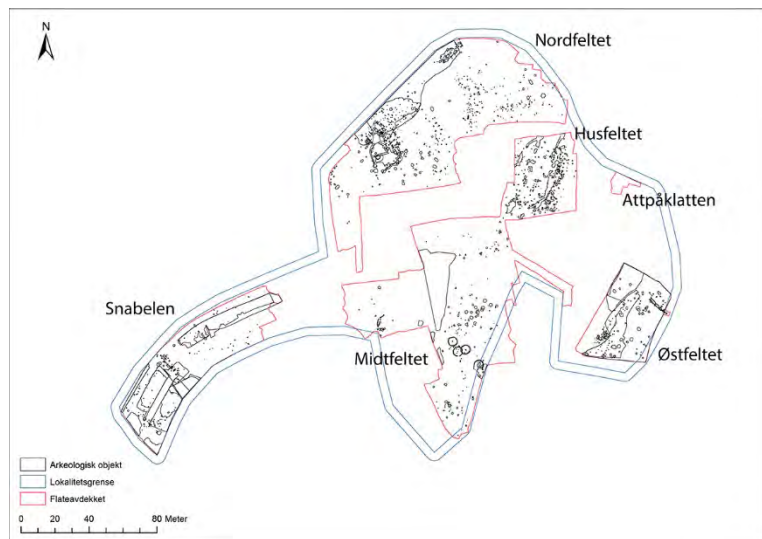 N
Nordfeltet
Husfeltet
Attpåklatten
Snabelen
Midtfeltet
Østfeltet
Arkeologisk objekt
Lokalitetsgrense
Flateavdekket
0 20 40 80 Meter